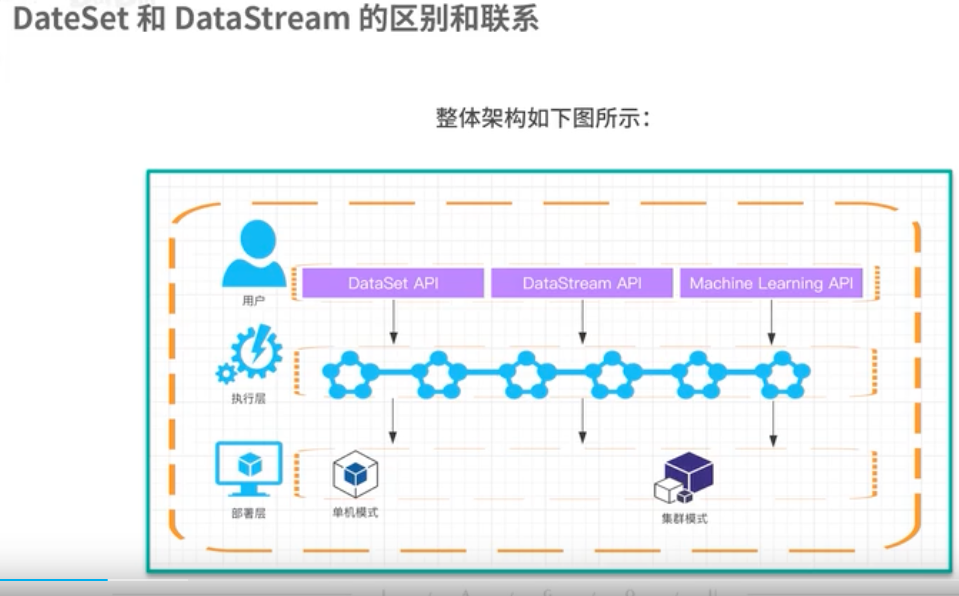 DateSet 和 DataStream 的区别和联系
整体架构如下图所示：
DataSet API
DataStream API
Machine Learning API
用户
执行层
部署层
单机模式
集群模式